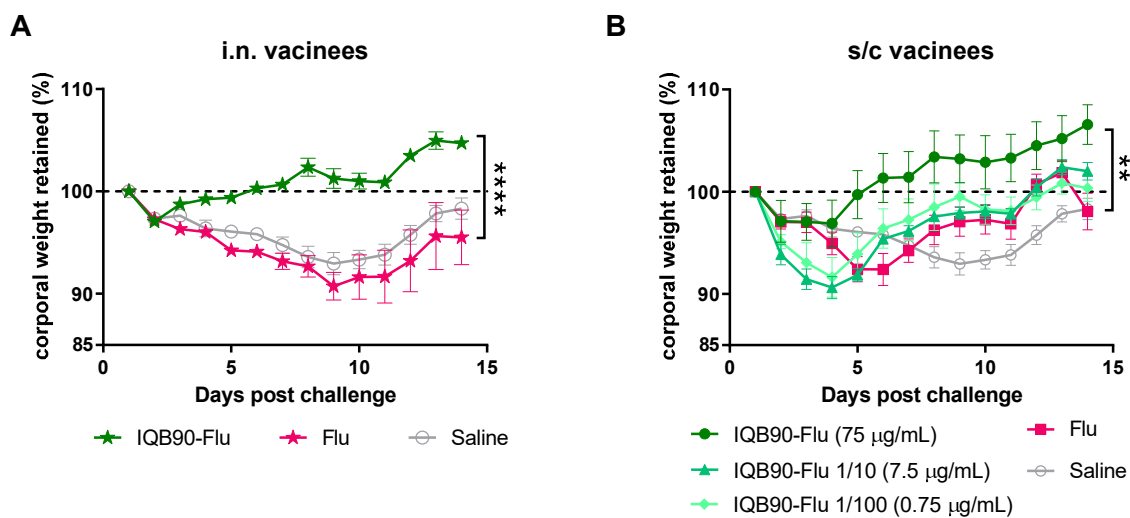 A
i.n. vacinees
corporal weight retained (%)
110
100
90
85
0
5
10
15
Days post challenge
****
IQB90-Flu
Flu
Saline
B
s/c vacinees
corporal weight retained (%)
110
100
90
85
0
5
10
15
Days post challenge
**
IQB90-Flu (75 μg/mL)
IQB90-Flu 1/10 (7.5 μg/mL)
IQB90-Flu 1/100 (0.75 μg/mL)
Flu
Saline